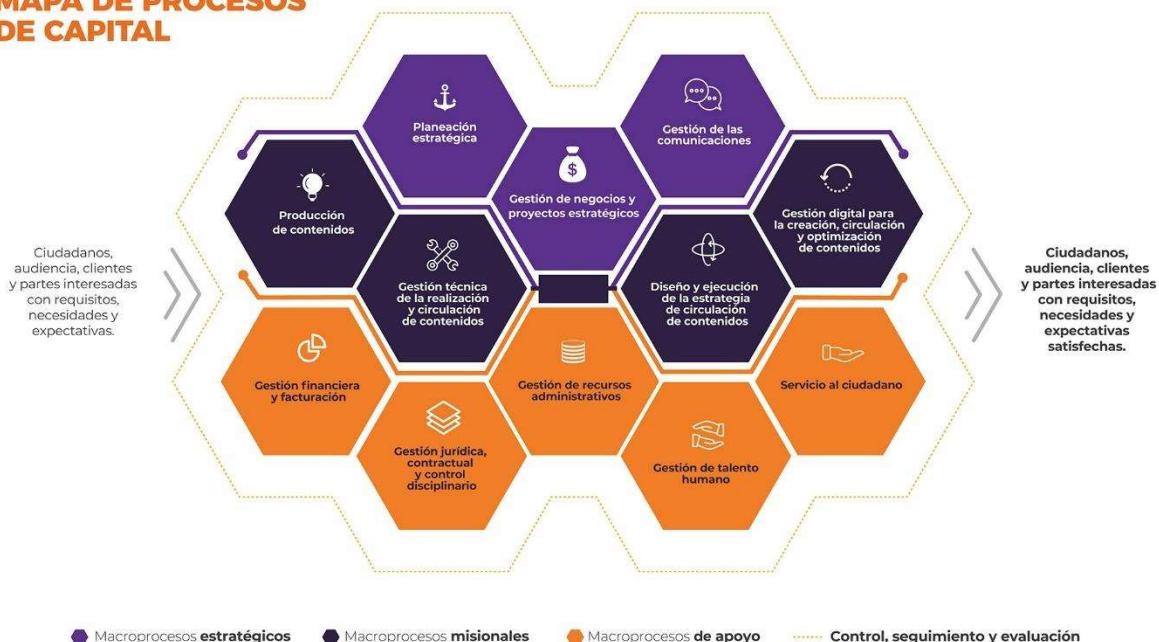 MAPA DE PROCESOS
DE CAPITAL
Planeación
estratégica
Gestión de las
comunicaciones
$
Gestión de negocios y
proyectos estratégicos
Producción
de contenidos
Gestión técnica
de la realización
y circulación
de contenidos
Diseño y ejecución
de la estrategia
de circulación
de contenidos
Gestión digital para
la creación, circulación
y optimización
de contenidos
Ciudadanos,
audiencia, clientes
y partes interesadas
con requisitos,
necesidades y
expectativas.
Ciudadanos,
audiencia, clientes
y partes interesadas
con requisitos,
necesidades y
expectativas
satisfechas.
Gestión financiera
y facturación
Gestión jurídica,
contractual
y control
disciplinario
Gestión de recursos
administrativos
Gestión de talento
humano
Servicio al ciudadano
Macroprocesos estratégicos
Macroprocesos misionales
Macroprocesos de apoyo
Control, seguimiento y evaluación